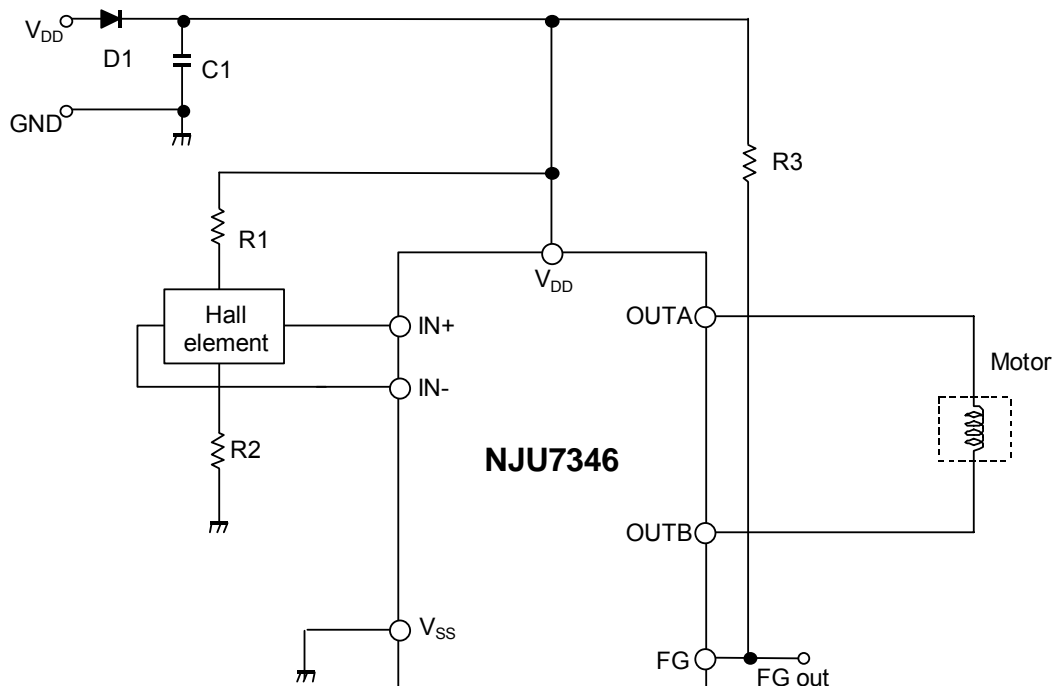 VDD
D1
C1
GND
R3
R1
VDD
Hall
element
IN+
OUTA
Motor
IN-
R2
NJU7346
OUTB
VSS
FG
FG out